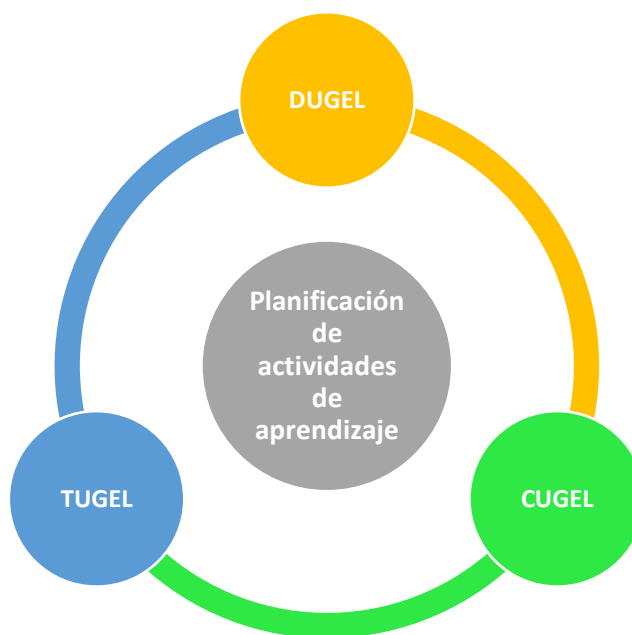 DUGEL
Planificación
de
actividades
de
aprendizaje
TUGEL
CUGEL